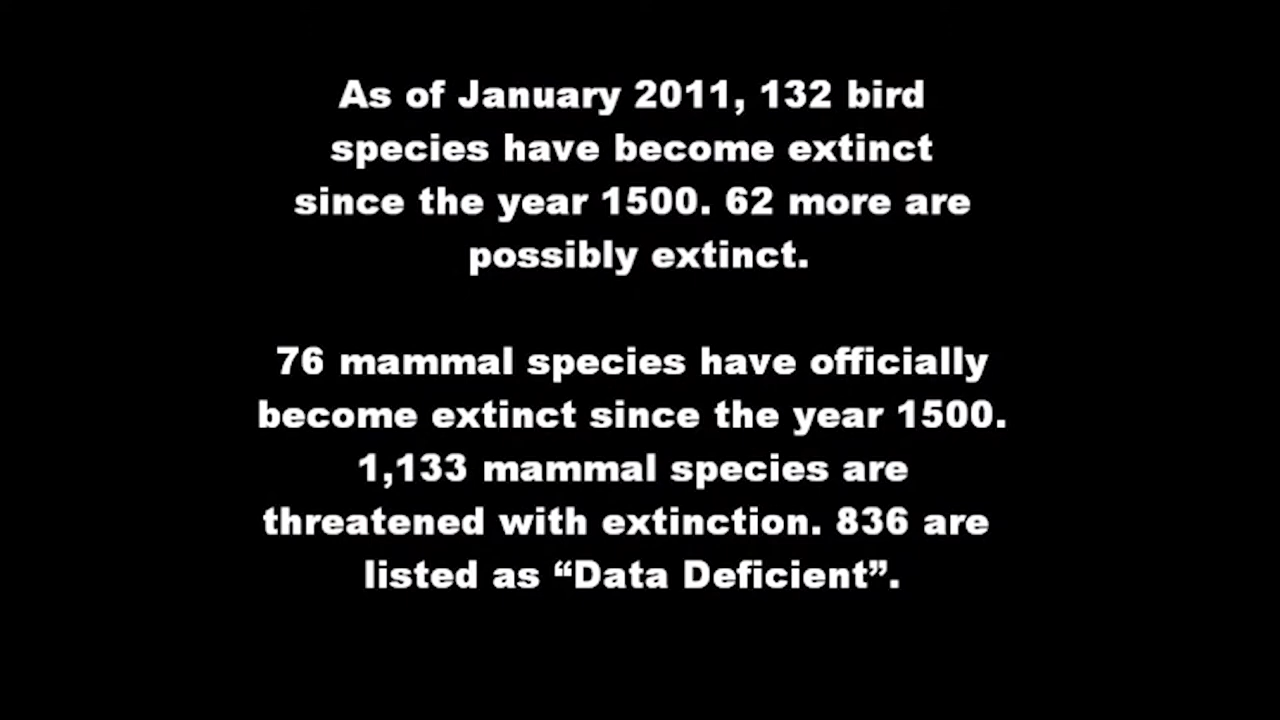 As of January 2011, 132 bird
species have become extinct
since the year 1500. 62 more are
possibly extinct.
76 mammal species have officially
become extinct since the year 1500.
1,133 mammal species are
threatened with extinction. 836 are
listed as “Data Deficient”.